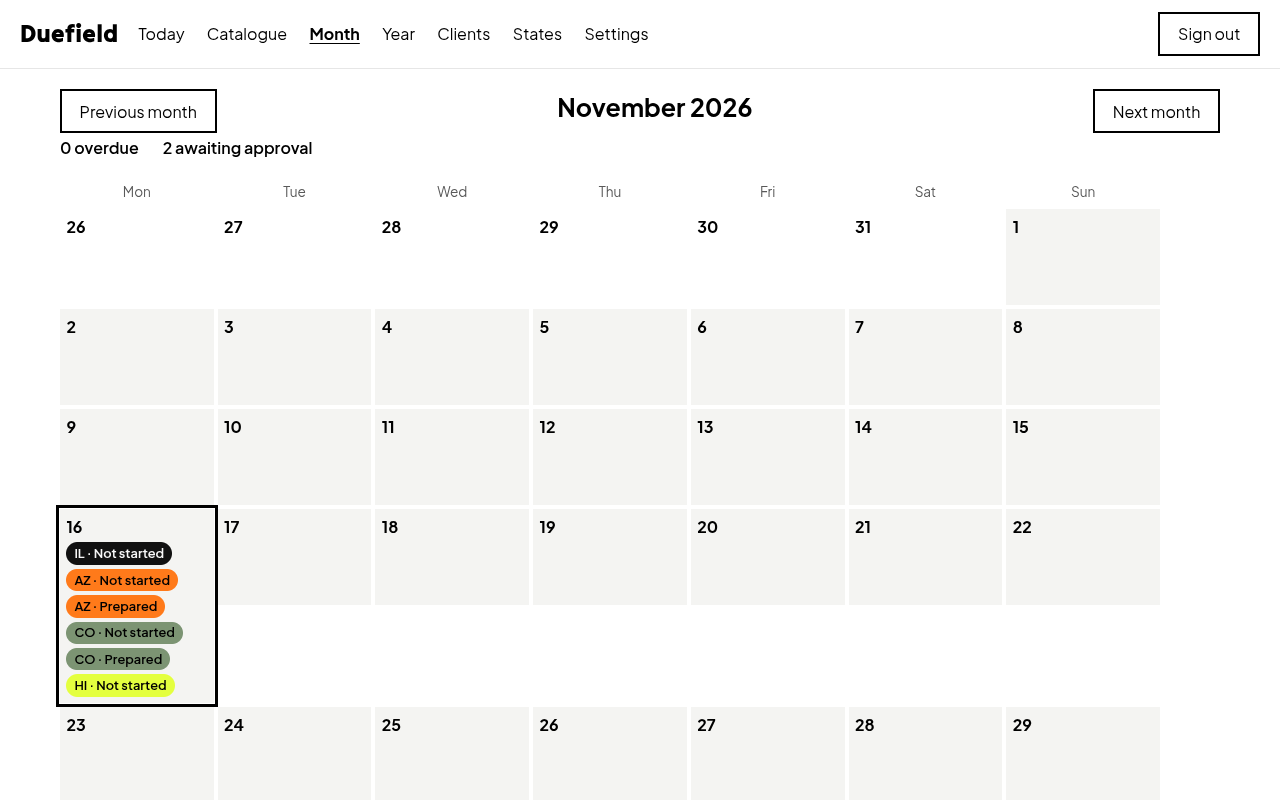 Duefield Today Catalogue Month Year Clients States Settings Sign out
Previous month November 2026 Next month
0 overdue 2 awaiting approval
Mon Tue Wed Thu Fri Sat Sun
26 27 28 29 30 31 1
2 3 4 5 6 7 8
9 10 11 12 13 14 15
16 17 18 19 20 21 22
IL · Not started
AZ · Not started
AZ · Prepared
CO · Not started
CO · Prepared
HI · Not started
23 24 25 26 27 28 29